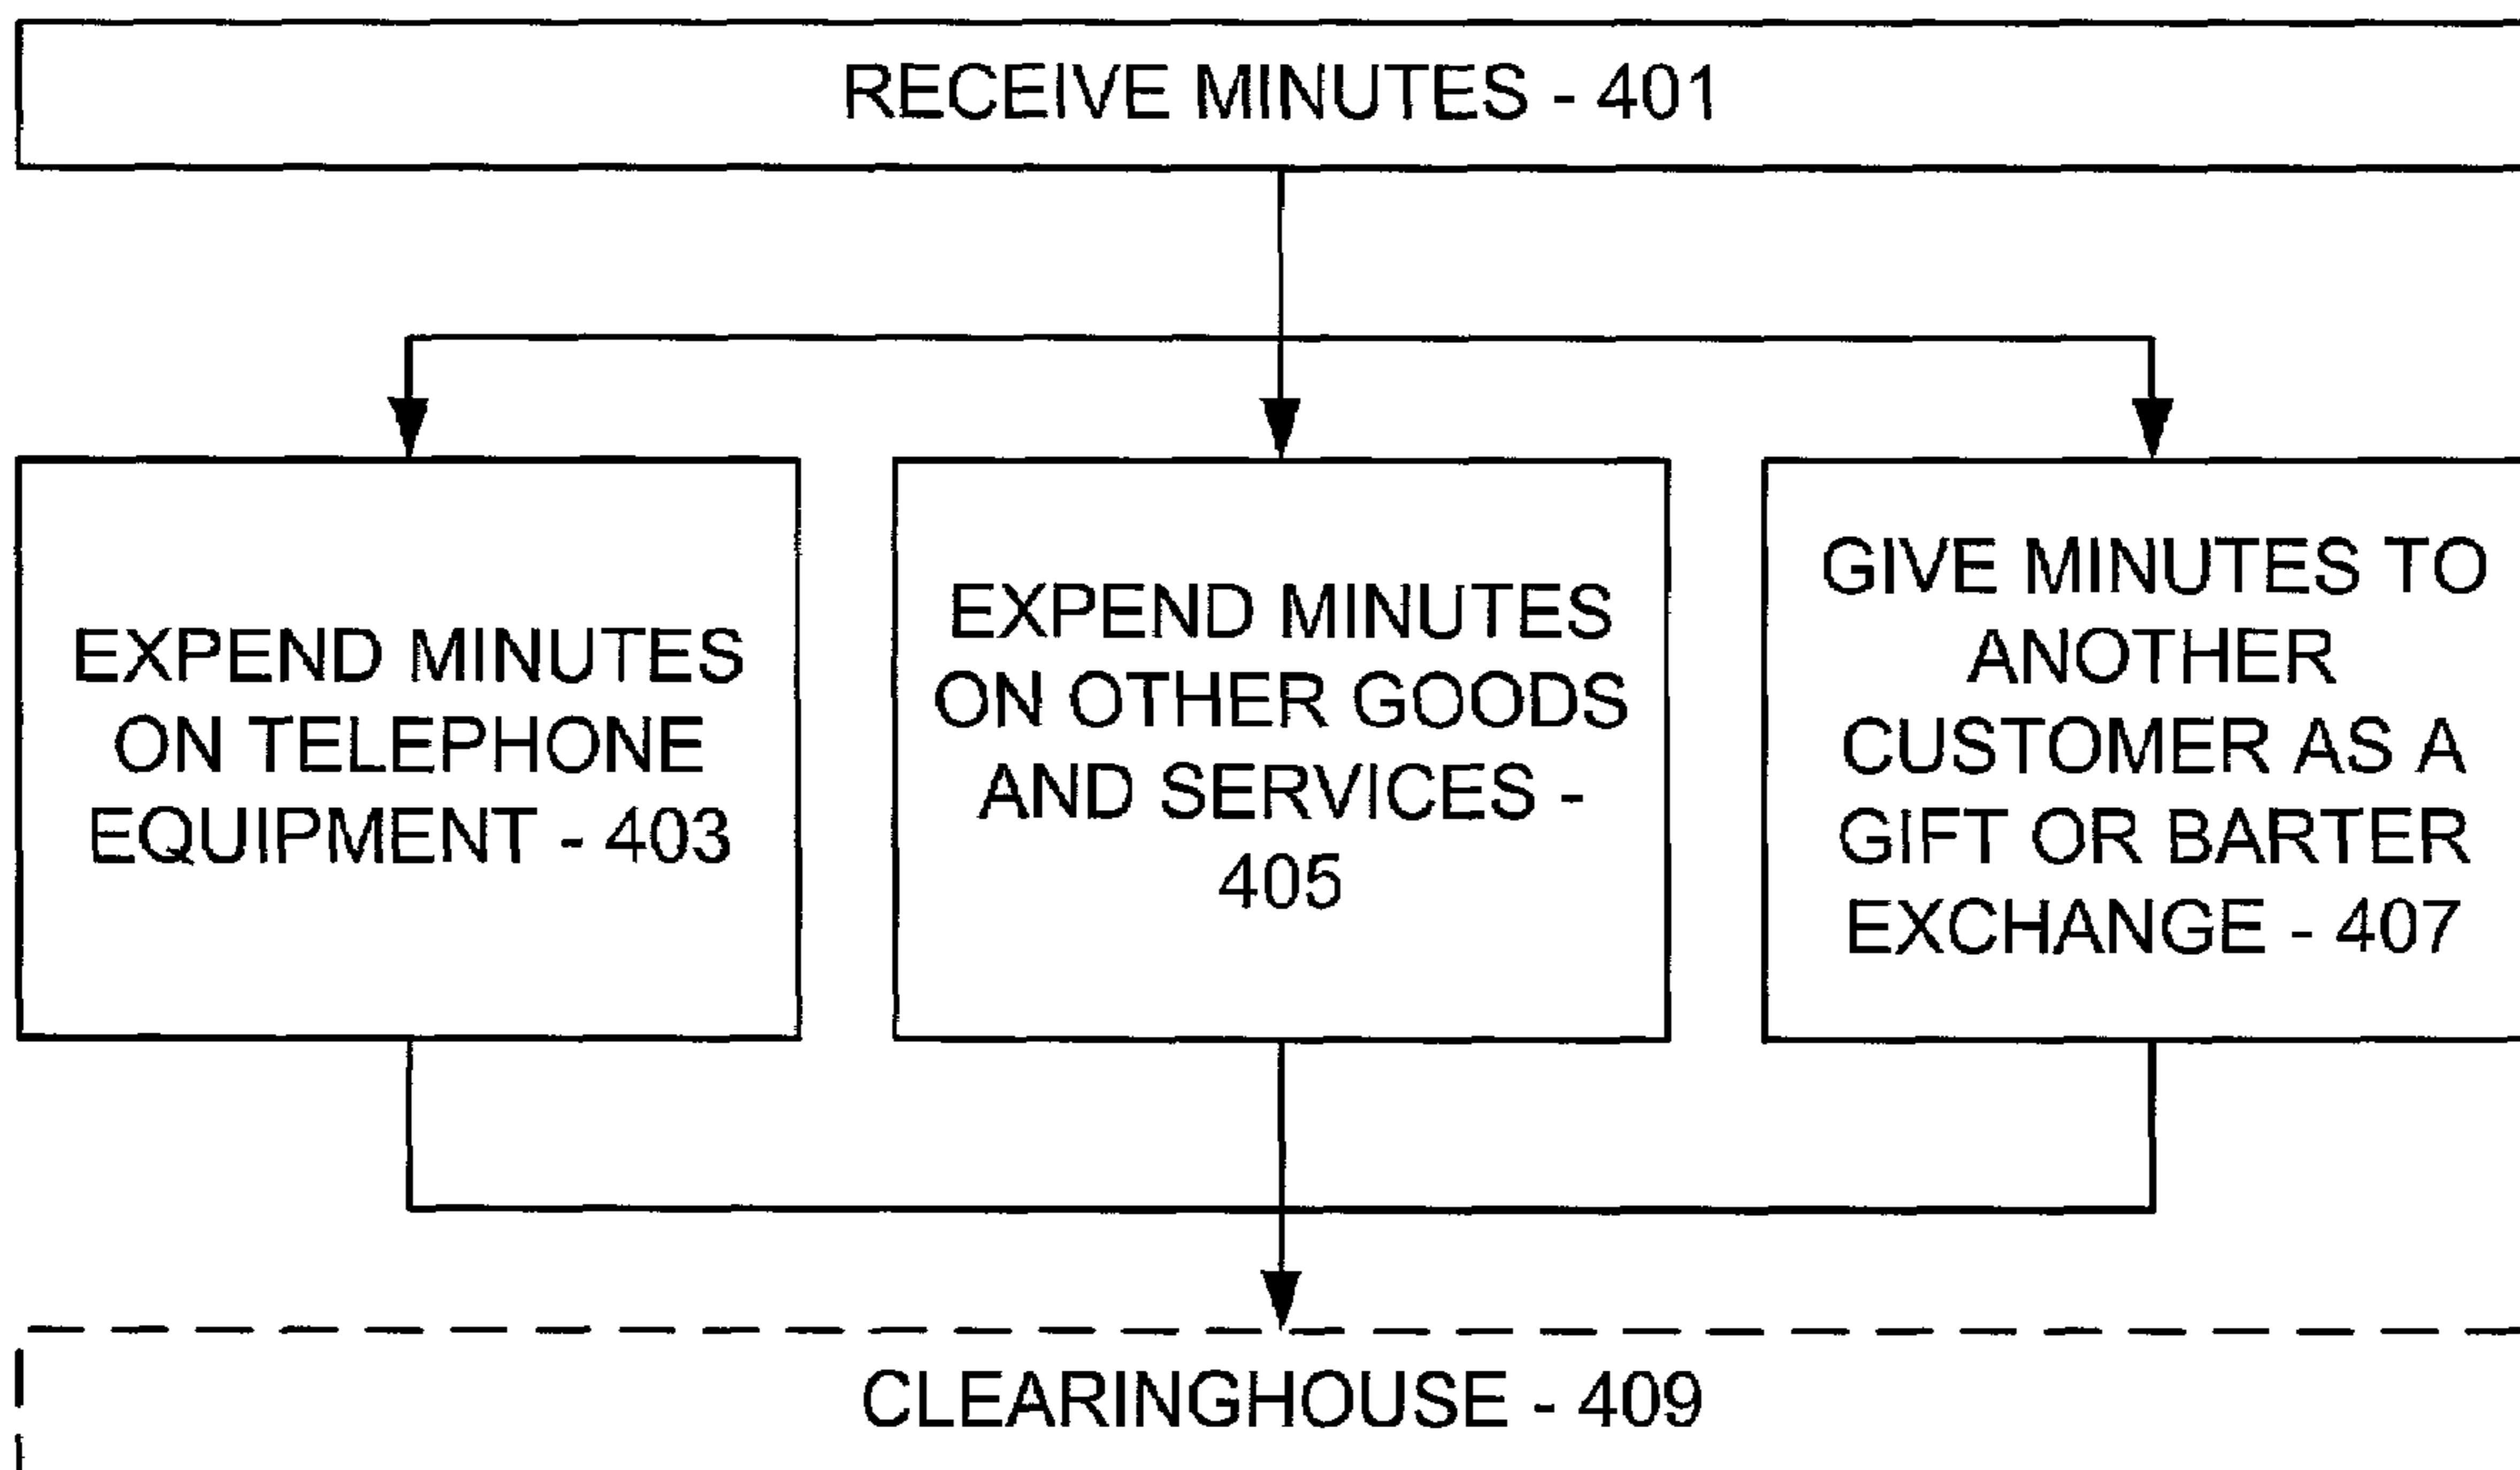 RECEIVE MINUTES - 401
EXPEND MINUTES
ON TELEPHONE
EQUIPMENT - 403
EXPEND MINUTES
ON OTHER GOODS
AND SERVICES -
405
GIVE MINUTES TO
ANOTHER
CUSTOMER AS A
GIFT OR BARTER
EXCHANGE - 407
CLEARINGHOUSE - 409